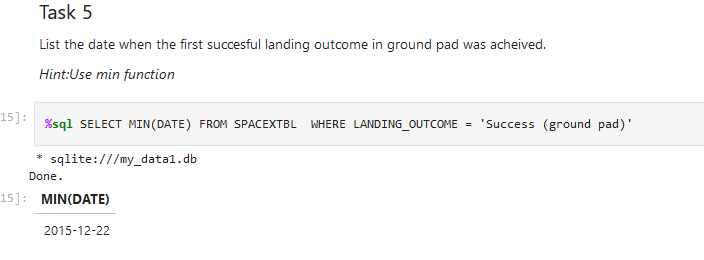 Task 5
List the date when the first succesful landing outcome in ground pad was acheived.
Hint:Use min function
15]: %sql SELECT MIN(DATE) FROM SPACEXTBL  WHERE LANDING_OUTCOME = 'Success (ground pad)'
* sqlite:///my_data1.db
Done.
15]: MIN(DATE)
2015-12-22